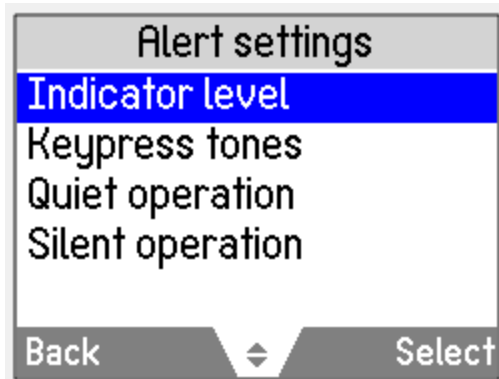 Alert settings
Indicator level
Keypress tones
Quiet operation
Silent operation
Back Select